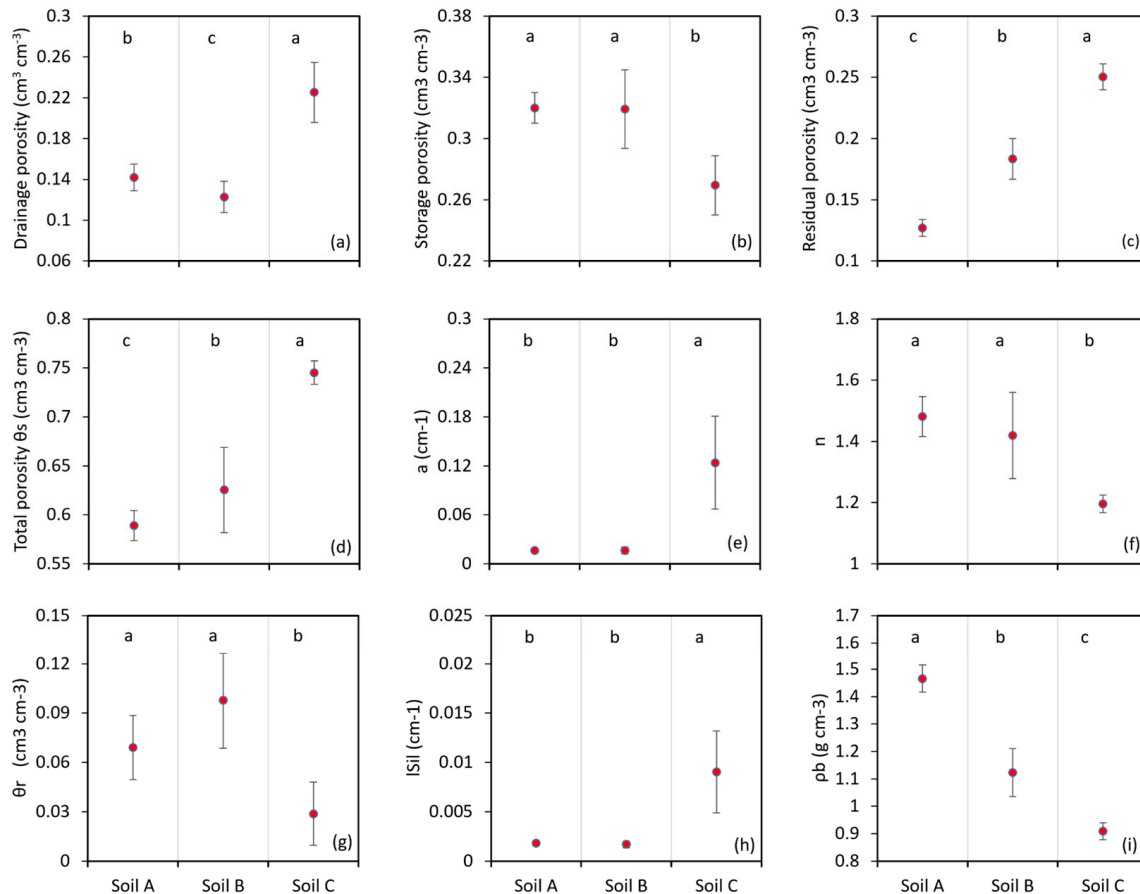 Drainage porosity (cm³ cm⁻³)
0.3
0.26
0.22
0.18
0.14
0.1
0.06
b
c
a
(a)
Storage porosity (cm3 cm-3)
0.38
0.34
0.3
0.26
0.22
a
a
b
(b)
Residual porosity (cm3 cm-3)
0.3
0.25
0.2
0.15
0.1
c
b
a
(c)
Total porosity θs (cm3 cm-3)
0.8
0.75
0.7
0.65
0.6
0.55
c
b
a
(d)
a (cm-1)
0.3
0.24
0.18
0.12
0.06
0
b
b
a
(e)
n
1.8
1.6
1.4
1.2
1
a
a
b
(f)
θr (cm3 cm-3)
0.15
0.12
0.09
0.06
0.03
0
a
a
b
(g)
Soil A
Soil B
Soil C
ISil (cm-1)
0.025
0.02
0.015
0.01
0.005
0
b
b
a
(h)
Soil A
Soil B
Soil C
ρb (g cm-3)
1.7
1.6
1.5
1.4
1.3
1.2
1.1
1
0.9
0.8
a
b
c
(i)
Soil A
Soil B
Soil C